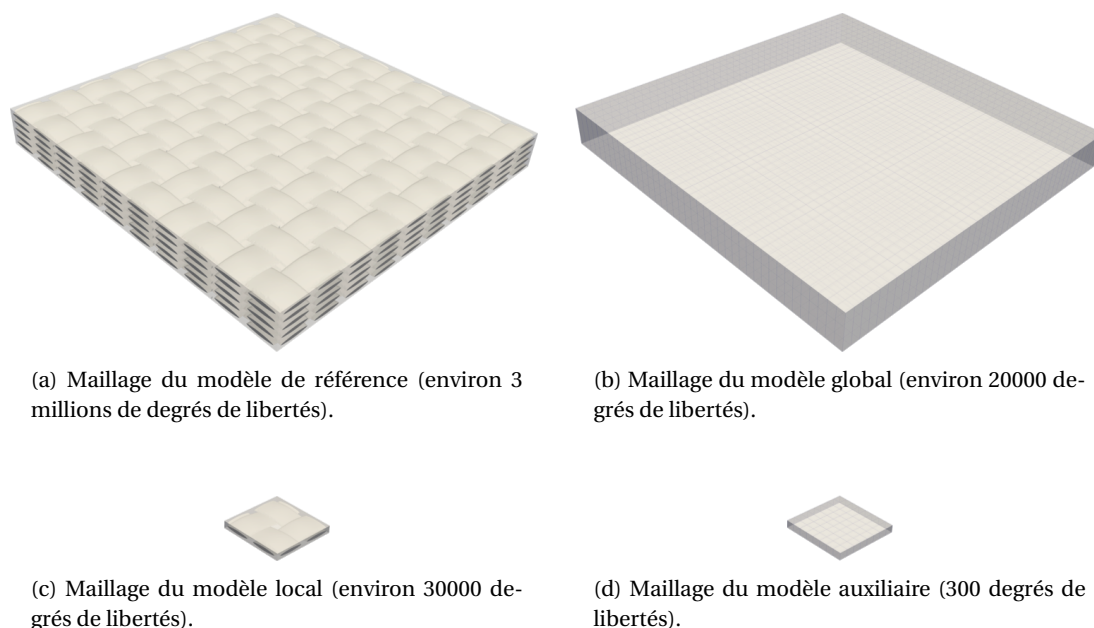 (a) Maillage du modèle de référence (environ 3
millions de degrés de libertés).
(b) Maillage du modèle global (environ 20000 de-
grés de libertés).
(c) Maillage du modèle local (environ 30000 de-
grés de libertés).
(d) Maillage du modèle auxiliaire (300 degrés de
libertés).